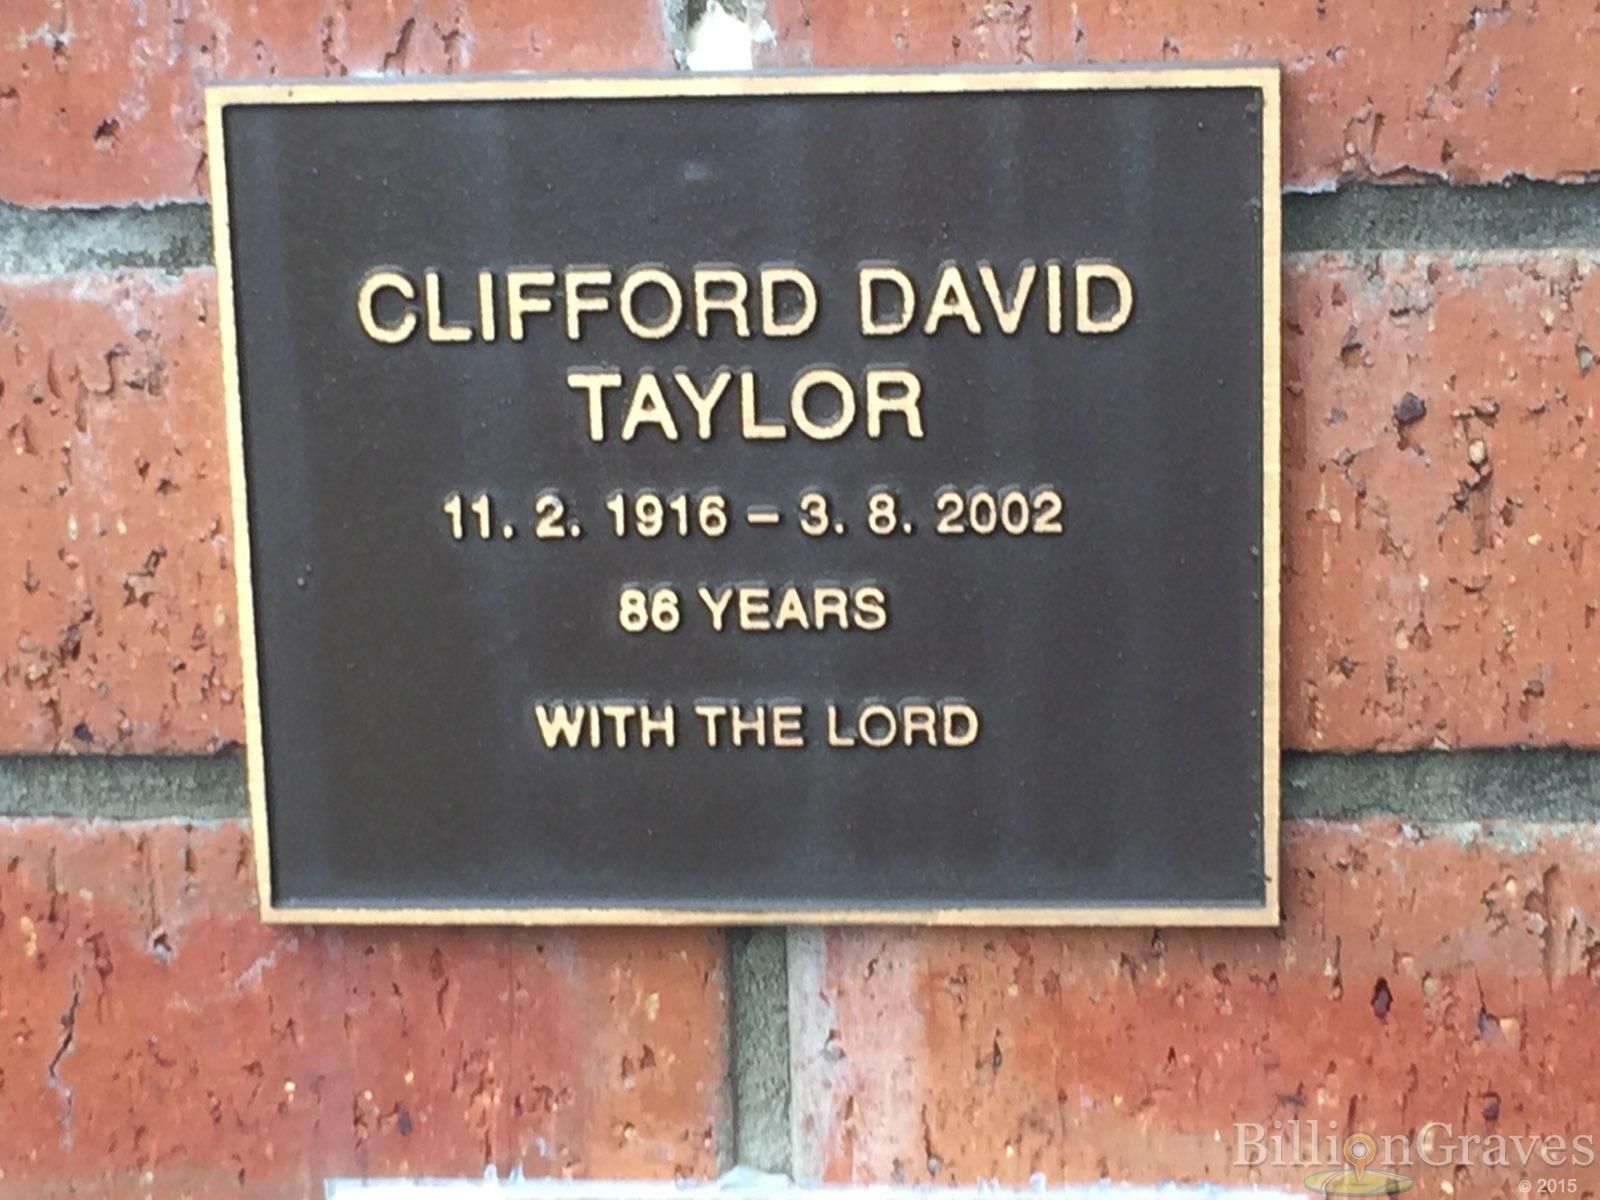 CLIFFORD DAVID
TAYLOR
11. 2. 1916 – 3. 8. 2002
86 YEARS
WITH THE LORD
BillionGraves
© 2015